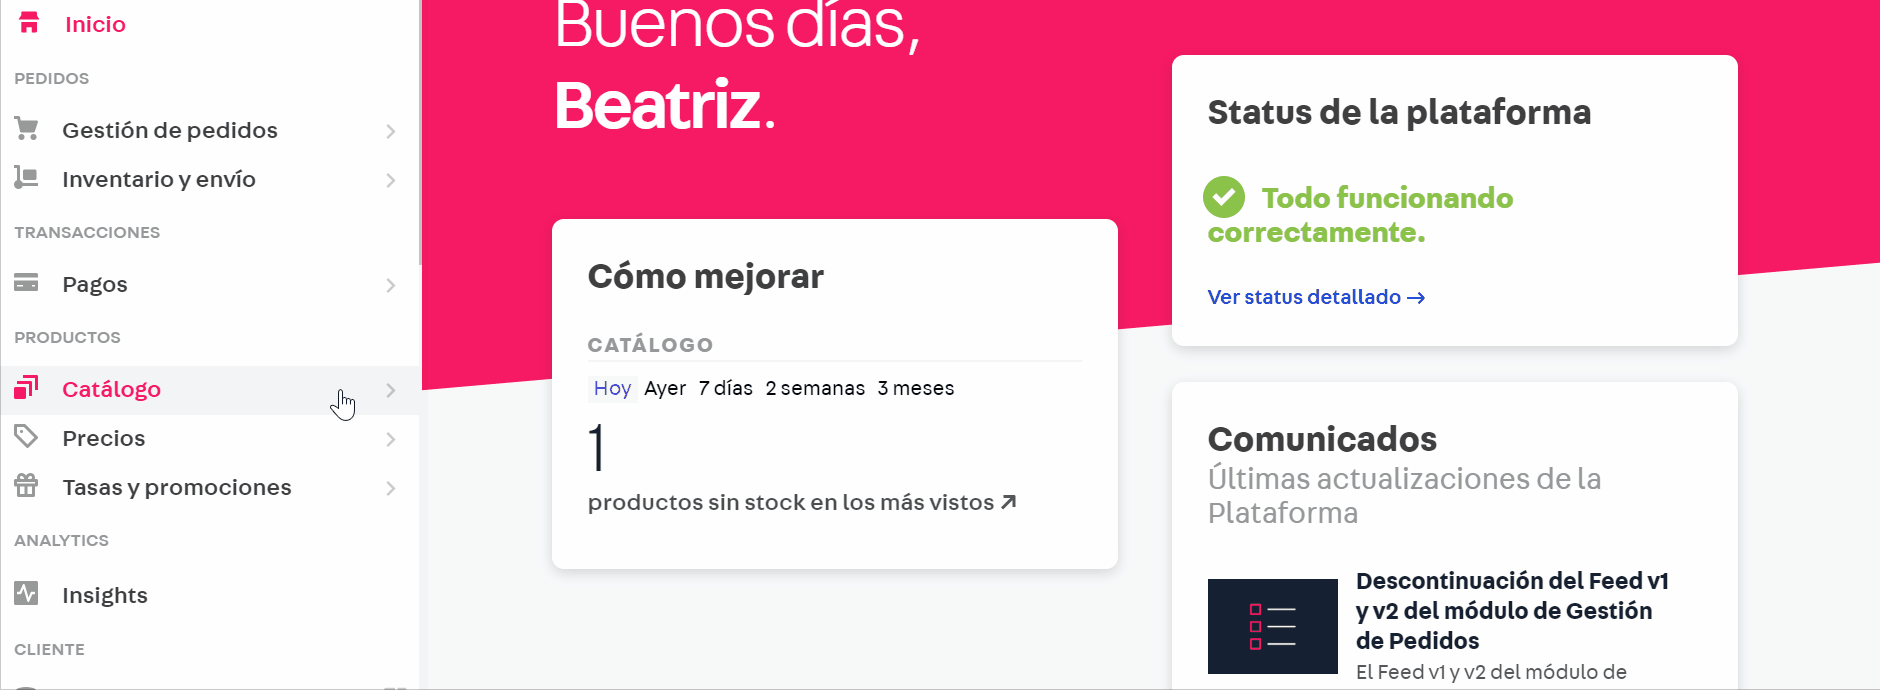 Inicio
PEDIDOS
Gestión de pedidos
Inventario y envío
TRANSACCIONES
Pagos
PRODUCTOS
Catálogo
Precios
Tasas y promociones
ANALYTICS
Insights
CLIENTE
Buenos días,
Beatriz.
Cómo mejorar
CATÁLOGO
Hoy Ayer 7 días 2 semanas 3 meses
1
productos sin stock en los más vistos
Status de la plataforma
Todo funcionando
correctamente.
Ver status detallado →
Comunicados
Últimas actualizaciones de la
Plataforma
Descontinuación del Feed v1
y v2 del módulo de Gestión
de Pedidos
El Feed v1 y v2 del módulo de